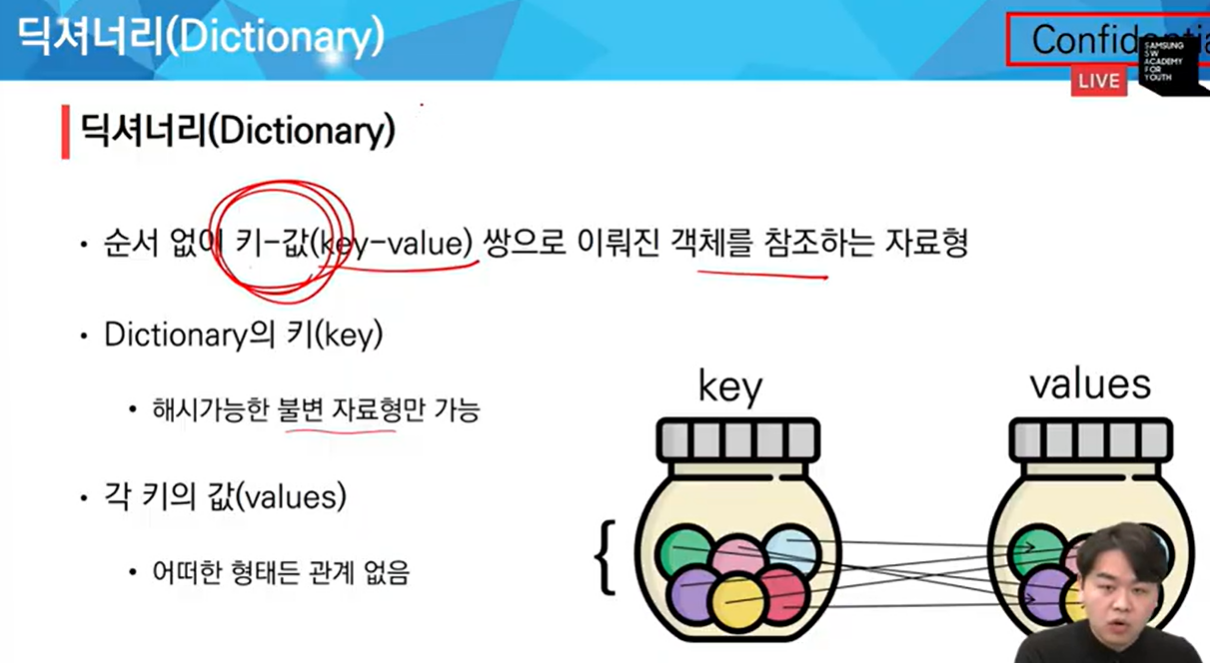 딕셔너리(Dictionary)
SAMSUNG
SW
ACADEMY
FOR
YOUTH
LIVE
딕셔너리(Dictionary)
• 순서 없이 키-값(key-value) 쌍으로 이뤄진 객체를 참조하는 자료형
• Dictionary의 키(key)
• 해시가능한 불변 자료형만 가능
• 각 키의 값(values)
• 어떠한 형태든 관계 없음
key
values
{